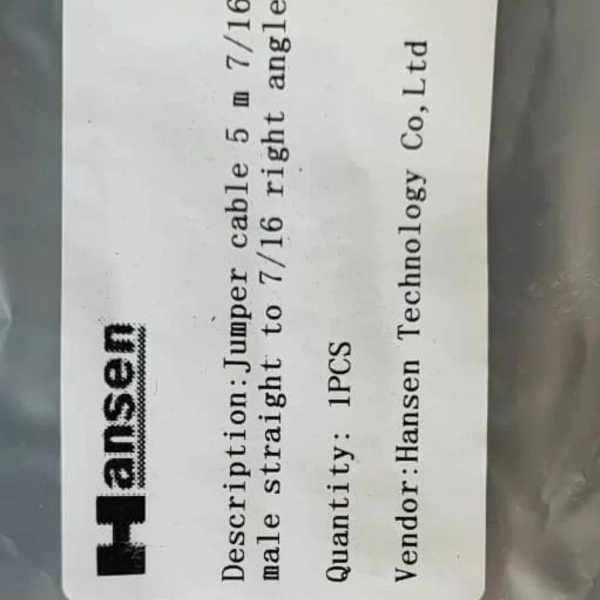 Hansen
Description:Jumper cable 5 m 7/16
male straight to 7/16 right angle
Quantity: 1PCS
Vendor:Hansen Technology Co,Ltd